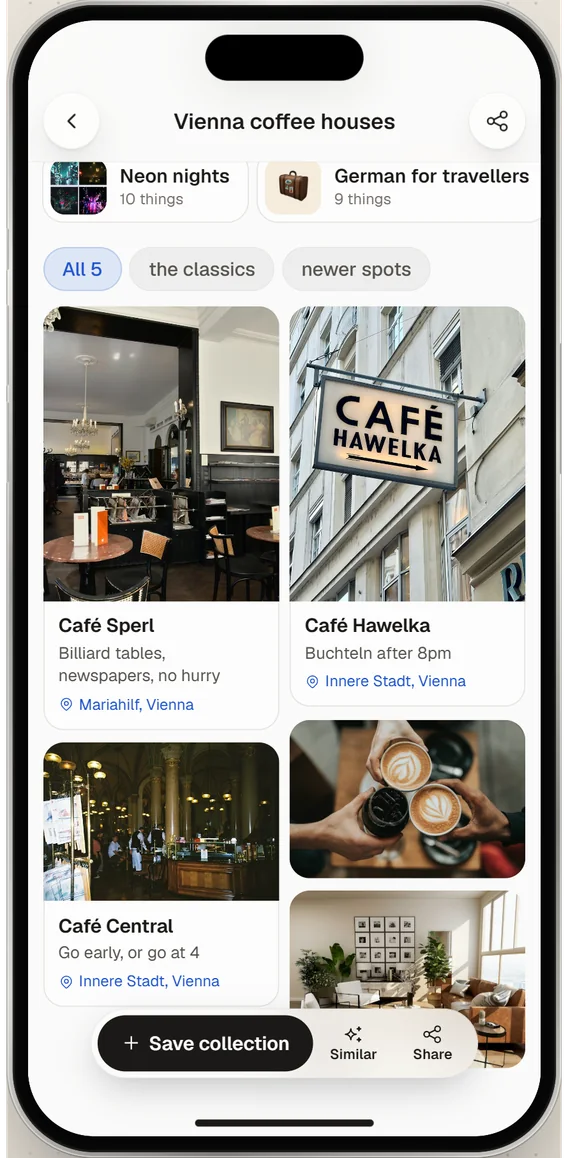 Vienna coffee houses
Neon nights
10 things
German for travellers
9 things
All 5
the classics
newer spots
CAFÉ
HAWELKA
Café Sperl
Billiard tables,
newspapers, no hurry
Mariahilf, Vienna
Café Hawelka
Buchteln after 8pm
Innere Stadt, Vienna
Café Central
Go early, or go at 4
Innere Stadt, Vienna
+ Save collection
Similar
Share